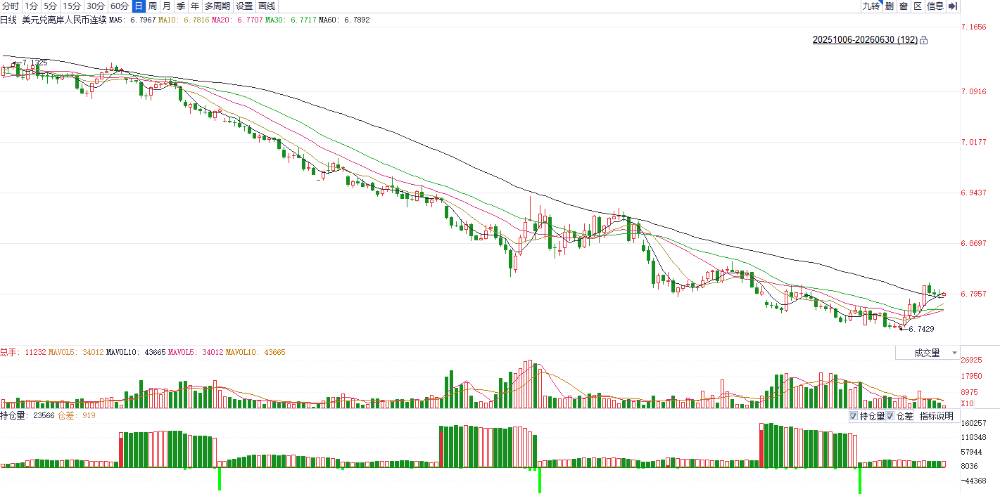 分时 1分 5分 15分 30分 60分 日 周 月 季 年 多周期 设置 画线 九转 删 窗 区 信息
日线 美元兑离岸人民币连续 MA5: 6.7967 MA10: 6.7816 MA20: 6.7707 MA30: 6.7717 MA60: 6.7892
7.1656
20251006-20260630 (192)
7.1325
7.0916
7.0177
6.9437
6.8697
6.7957
6.7429
总手: 11232 MAVOL5: 34012 MAVOL10: 43665 MAVOL5: 34012 MAVOL10: 43665
成交量
26925
17950
8975
X10
持仓量: 23566 仓差: 919
持仓量 仓差 指标说明
160257
110348
57944
8036
-44368